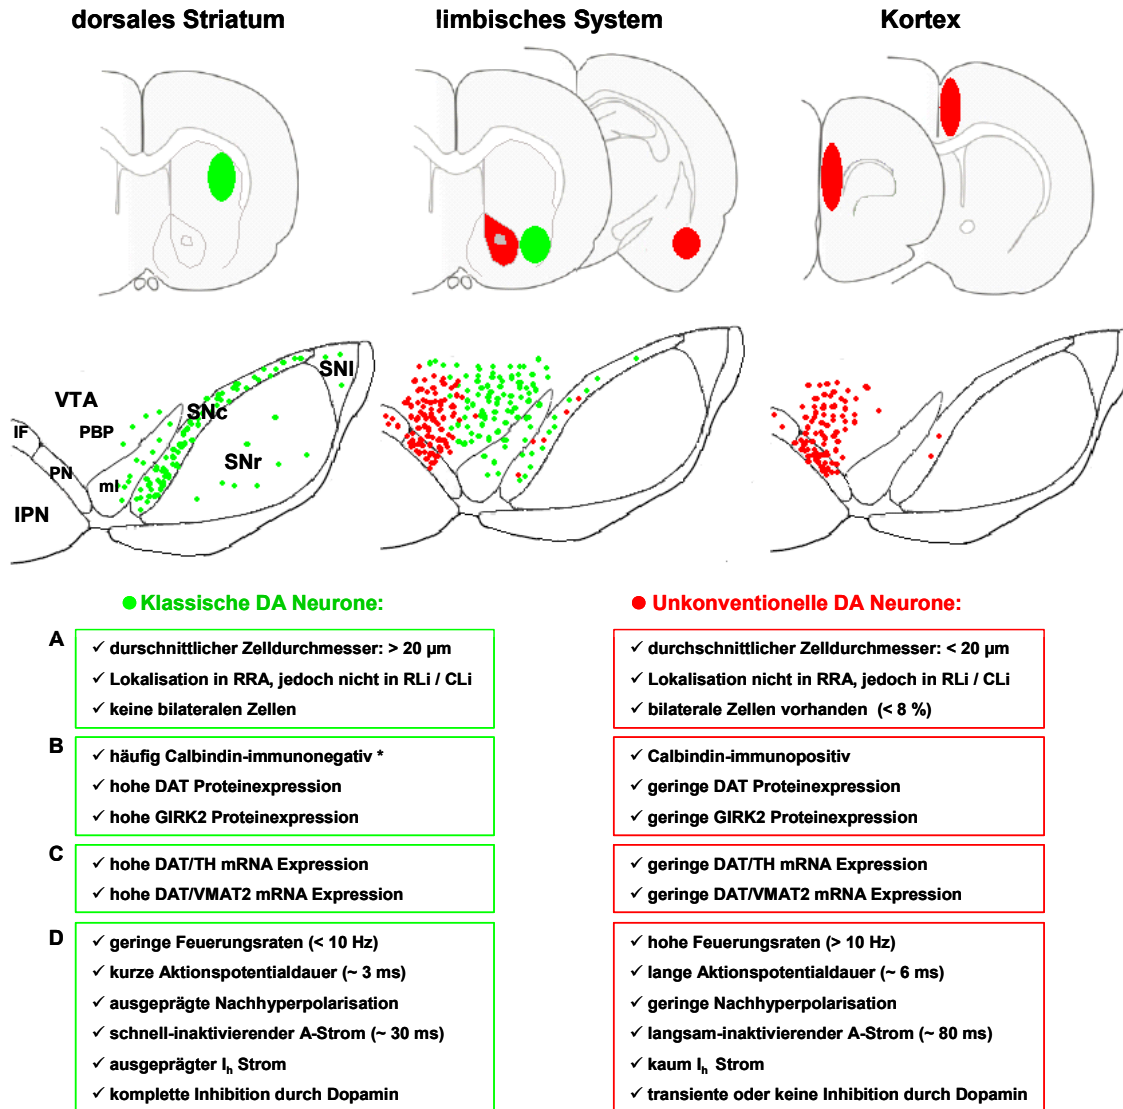 dorsales Striatum
limbisches System
Kortex
SNl
VTA
SNc
IF
PBP
SNr
PN
ml
IPN
● Klassische DA Neurone:
● Unkonventionelle DA Neurone:
A
✓ durschnittlicher Zelldurchmesser: > 20 µm
✓ Lokalisation in RRA, jedoch nicht in RLi / CLi
✓ keine bilateralen Zellen
✓ durchschnittlicher Zelldurchmesser: < 20 µm
✓ Lokalisation nicht in RRA, jedoch in RLi / CLi
✓ bilaterale Zellen vorhanden (< 8 %)
B
✓ häufig Calbindin-immunonegativ *
✓ hohe DAT Proteinexpression
✓ hohe GIRK2 Proteinexpression
✓ Calbindin-immunopositiv
✓ geringe DAT Proteinexpression
✓ geringe GIRK2 Proteinexpression
C
✓ hohe DAT/TH mRNA Expression
✓ hohe DAT/VMAT2 mRNA Expression
✓ geringe DAT/TH mRNA Expression
✓ geringe DAT/VMAT2 mRNA Expression
D
✓ geringe Feuerungsraten (< 10 Hz)
✓ kurze Aktionspotentialdauer (~ 3 ms)
✓ ausgeprägte Nachhyperpolarisation
✓ schnell-inaktivierender A-Strom (~ 30 ms)
✓ ausgeprägter Ih Strom
✓ komplette Inhibition durch Dopamin
✓ hohe Feuerungsraten (> 10 Hz)
✓ lange Aktionspotentialdauer (~ 6 ms)
✓ geringe Nachhyperpolarisation
✓ langsam-inaktivierender A-Strom (~ 80 ms)
✓ kaum Ih Strom
✓ transiente oder keine Inhibition durch Dopamin